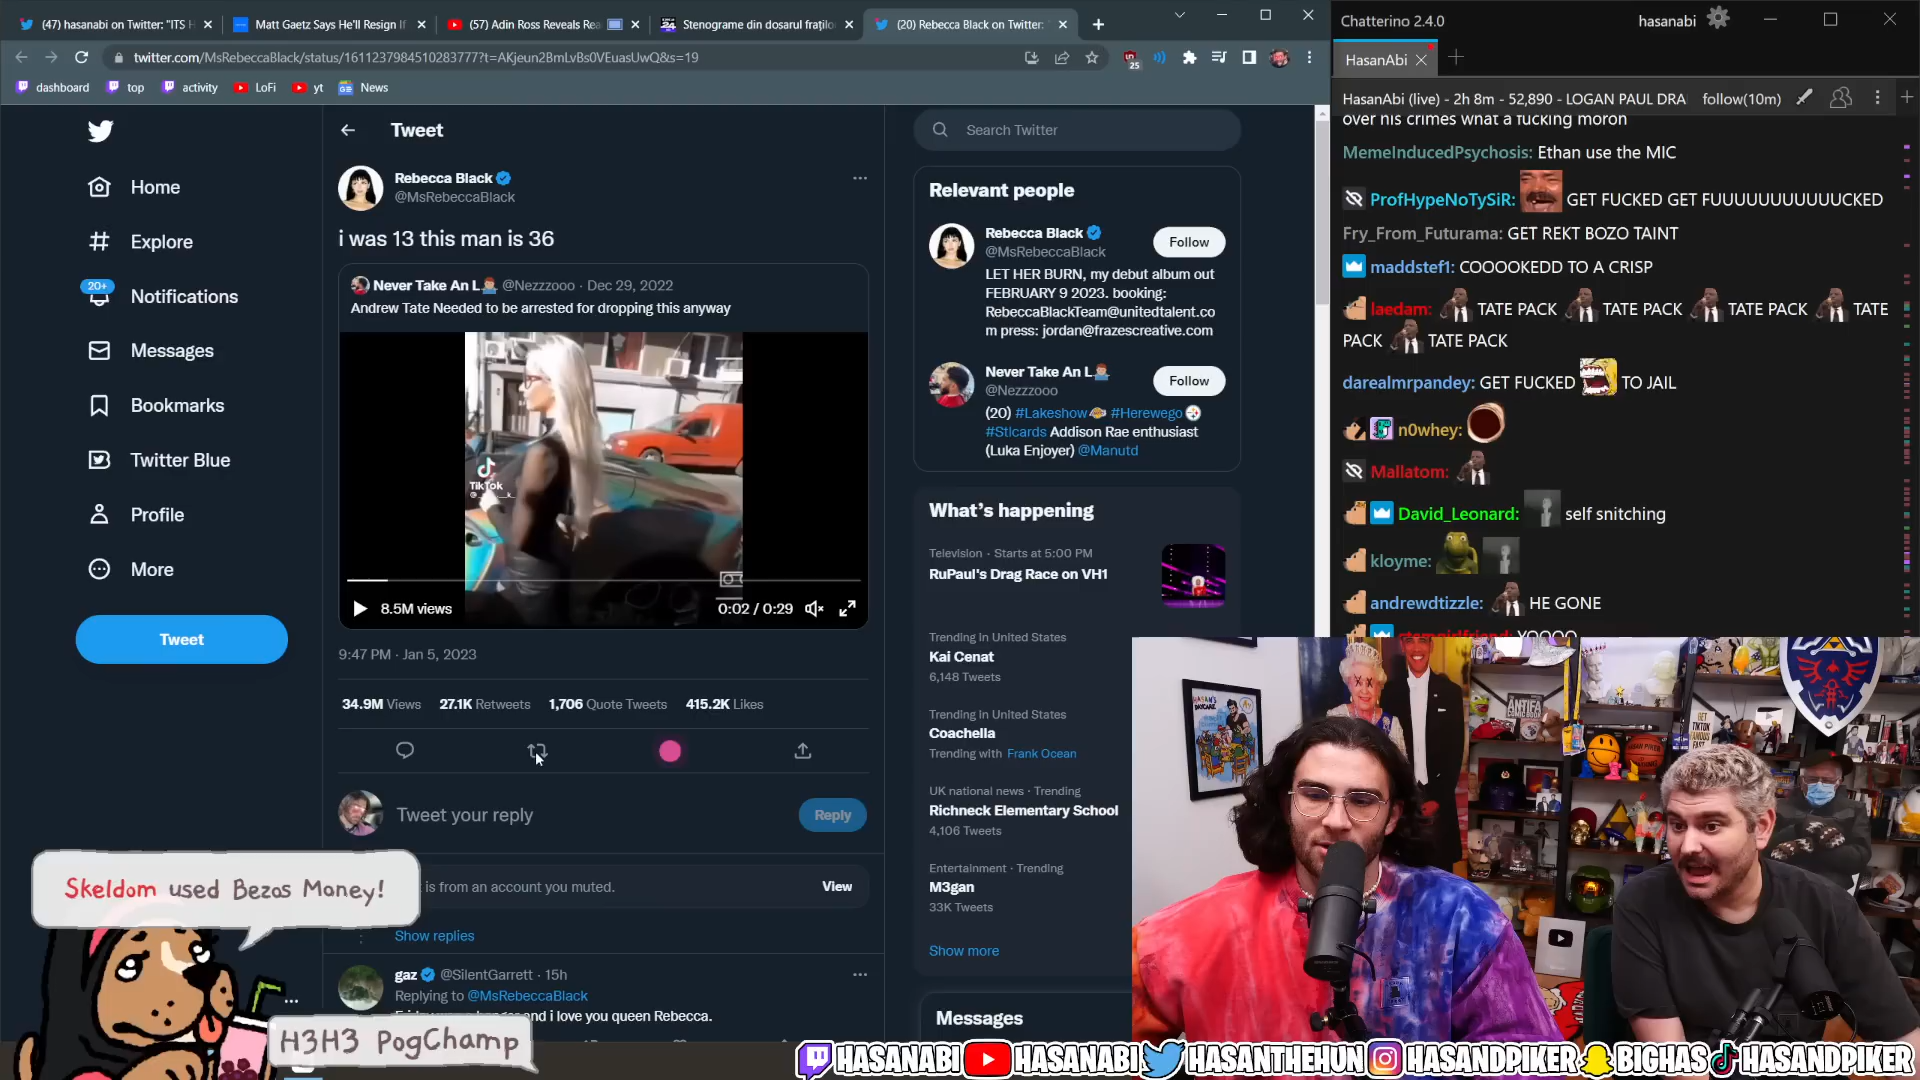 (47) hasanabi on Twitter: "ITS H
Matt Gaetz Says He'll Resign If
(57) Adin Ross Reveals Rea
Stenograme din dosarul fraților
(20) Rebecca Black on Twitter:
twitter.com/MsRebeccaBlack/status/1611237984510283777?t=AKjeun2BmLvBs0VEuasUwQ&s=19
25
dashboard
top
activity
LoFi
yt
News
Home
Explore
20+
Notifications
Messages
Bookmarks
Twitter Blue
Profile
More
Tweet
Tweet
Rebecca Black
@MsRebeccaBlack
i was 13 this man is 36
Never Take An L @Nezzzooo · Dec 29, 2022
Andrew Tate Needed to be arrested for dropping this anyway
TikTok
8.5M views
0:02 / 0:29
9:47 PM · Jan 5, 2023
34.9M Views 27.1K Retweets 1,706 Quote Tweets 415.2K Likes
Tweet your reply
Reply
is from an account you muted.
View
Show replies
gaz @SilentGarrett · 15h
Replying to @MsRebeccaBlack
and i love you queen Rebecca.
Search Twitter
Relevant people
Rebecca Black
@MsRebeccaBlack
Follow
LET HER BURN, my debut album out
FEBRUARY 9 2023. booking:
RebeccaBlackTeam@unitedtalent.co
m press: jordan@frazescreative.com
Never Take An L
@Nezzzooo
Follow
(20) #Lakeshow #Herewego
#Stlcards Addison Rae enthusiast
(Luka Enjoyer) @Manutd
What's happening
Television · Starts at 5:00 PM
RuPaul's Drag Race on VH1
Trending in United States
Kai Cenat
6,148 Tweets
Trending in United States
Coachella
Trending with Frank Ocean
UK national news · Trending
Richneck Elementary School
4,106 Tweets
Entertainment · Trending
M3gan
33K Tweets
Show more
Messages
Chatterino 2.4.0
hasanabi
HasanAbi
HasanAbi (live) - 2h 8m - 52,890 - LOGAN PAUL DRA
follow(10m)
over his crimes what a fucking moron
MemeInducedPsychosis: Ethan use the MIC
ProfHypeNoTySiR: GET FUCKED GET FUUUUUUUUUUUCKED
Fry_From_Futurama: GET REKT BOZO TAINT
maddstef1: COOOOKEDD TO A CRISP
laedam: TATE PACK TATE PACK TATE PACK TATE
PACK TATE PACK
darealmrpandey: GET FUCKED TO JAIL
n0whey:
Mallatom:
David_Leonard: self snitching
kloyme:
andrewdtizzle: HE GONE
Skeldom used Bezos Money!
H3H3 PogChamp
ANTIFA
HASANABI HASANABI HASANTHEHUN HASANDPIKER BIGHAS HASANDPIKER